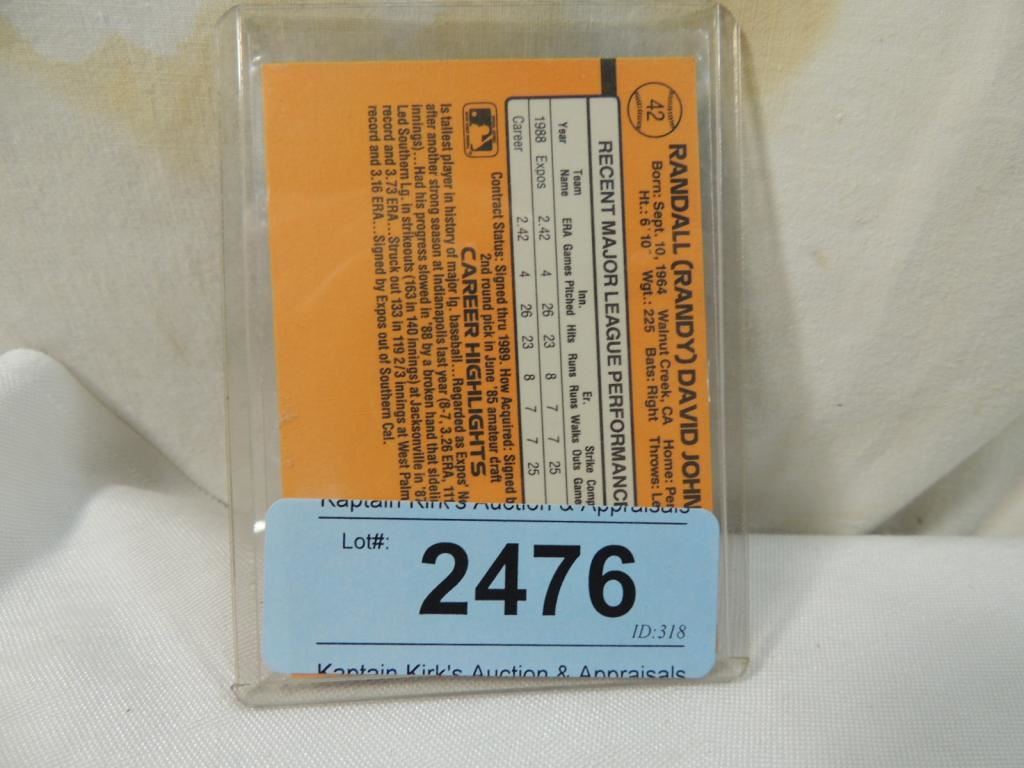 42
RANDALL (RANDY) DAVID JOHN
Born: Sept. 10, 1964 Walnut Creek, CA Home:
Ht.: 6'10" Wgt.: 225 Bats: Right Throws:
RECENT MAJOR LEAGUE PERFORMANC
Inn. Er. Strike Comp
Year Team Name ERA Games Pitched Hits Runs Runs Walks Outs Game
1988 Expos 2.42 4 26 23 8 7 7 25
Career 2.42 4 26 23 8 7 7 25
Contract Status: Signed thru 1989. How Acquired: Signed
2nd round pick in June '85 amateur draft
CAREER HIGHLIGHTS
Is tallest player in history of major lg. baseball...Regarded as Expos'
after another strong season at Indianapolis last year (8-7, 3.26 ERA,
innings)...Had his progress slowed in '88 by a broken hand that
Led Southern Lg. in strikeouts (163 in 140 innings) at Jacksonville in
record and 3.73 ERA...Struck out 133 in 119 2/3 innings at West Palm
record and 3.16 ERA...Signed by Expos out of Southern Cal.
Kaptain Kirk's Auction & Appraisals
Lot#: 2476
ID:318
Kaptain Kirk's Auction & Appraisals